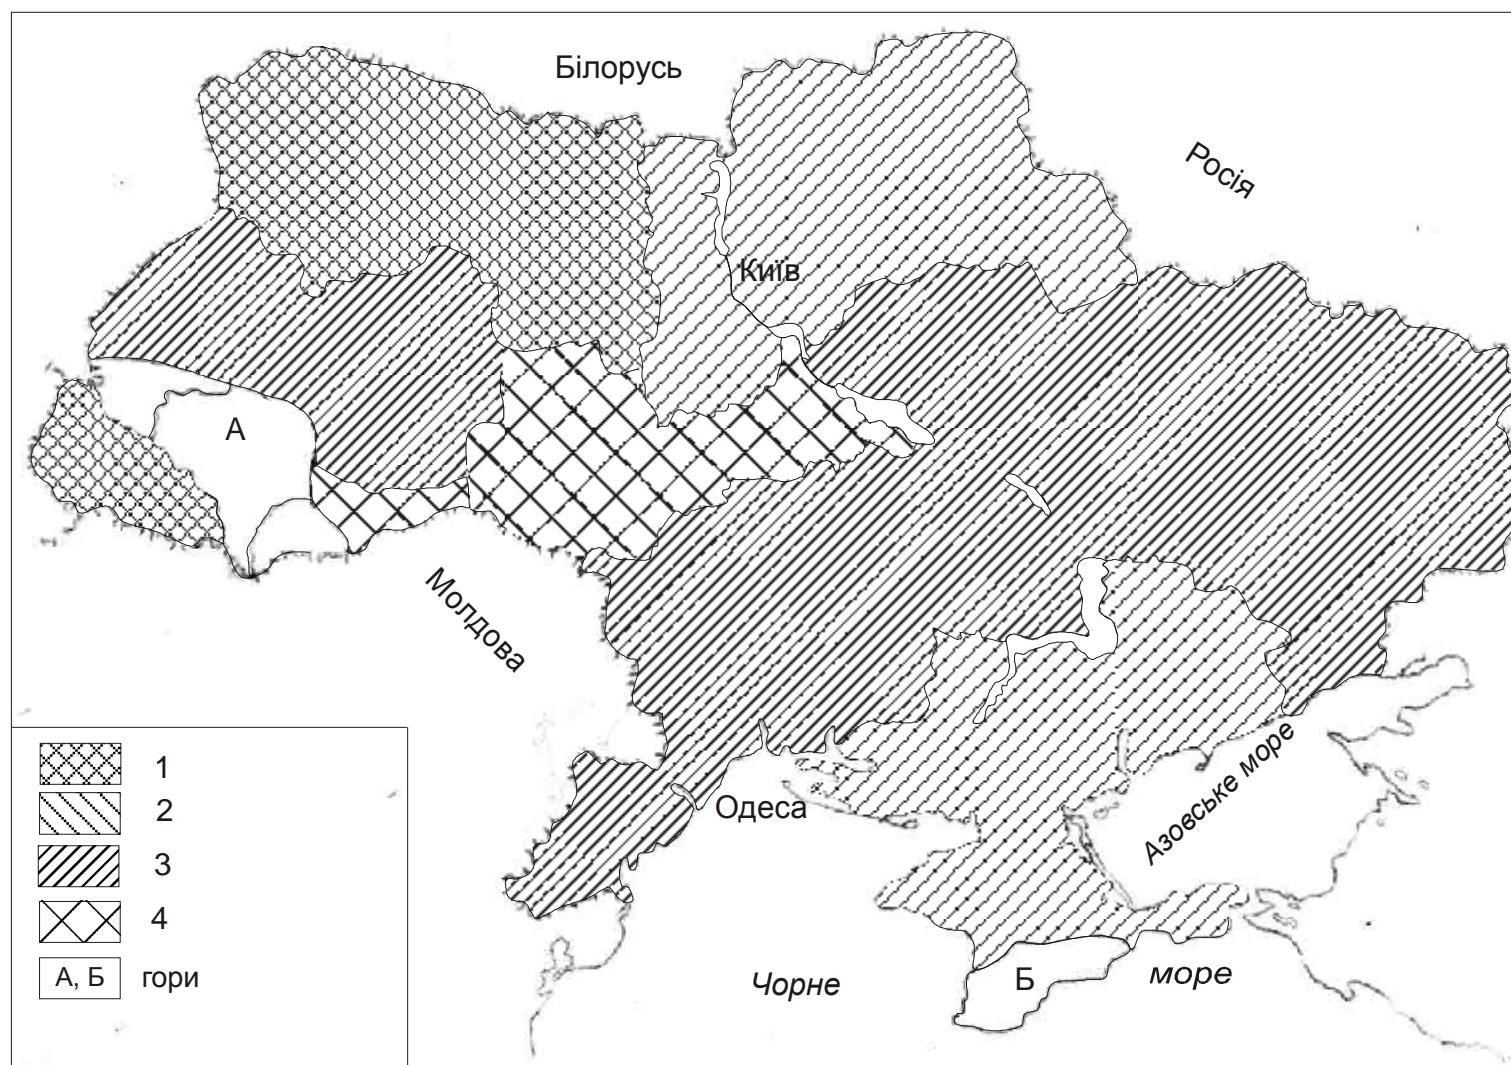 Білорусь
Росія
Київ
А
Молдова
Одеса
Азовське море
Чорне
море
Б
1
2
3
4
А, Б гори